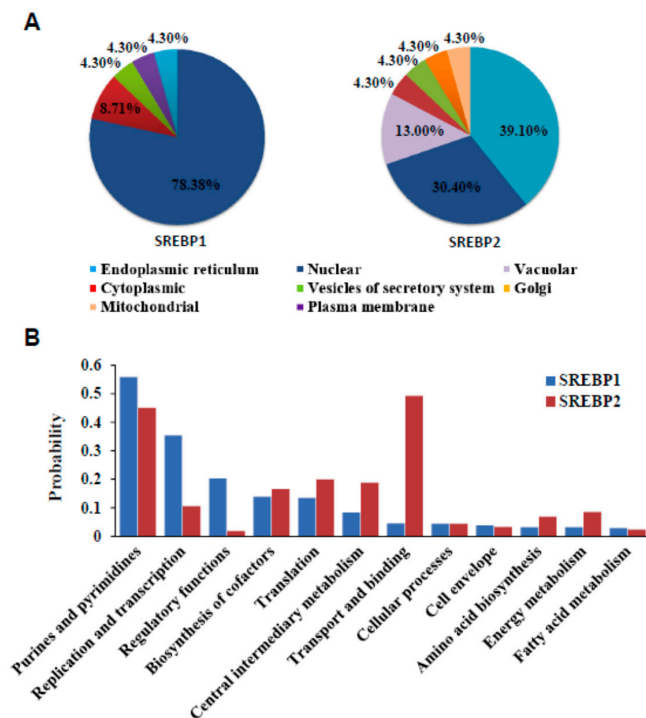 A
4.30% 4.30%
4.30%
8.71%
78.38%
SREBP1
4.30%
4.30%
4.30%
4.30%
13.00%
39.10%
30.40%
SREBP2
Endoplasmic reticulum Nuclear Vacuolar
Cytoplasmic Vesicles of secretory system Golgi
Mitochondrial Plasma membrane
B
Probability
0.6
0.5
0.4
0.3
0.2
0.1
0
SREBP1
SREBP2
Purines and pyrimidines
Replication and transcription
Regulatory functions
Biosynthesis of cofactors
Translation
Central intermediary metabolism
Transport and binding
Cellular processes
Cell envelope
Amino acid biosynthesis
Energy metabolism
Fatty acid metabolism